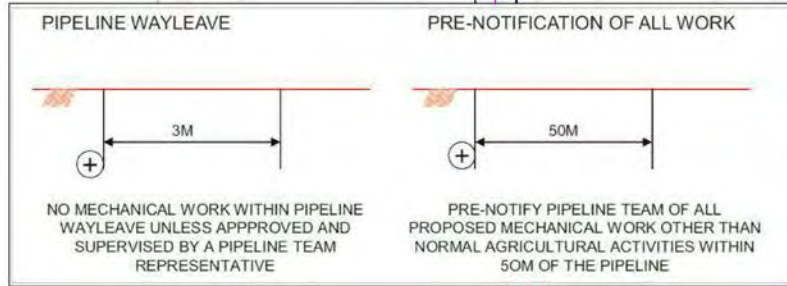 PIPELINE WAYLEAVE
3M
NO MECHANICAL WORK WITHIN PIPELINE
WAYLEAVE UNLESS APPPROVED AND
SUPERVISED BY A PIPELINE TEAM
REPRESENTATIVE
PRE-NOTIFICATION OF ALL WORK
50M
PRE-NOTIFY PIPELINE TEAM OF ALL
PROPOSED MECHANICAL WORK OTHER THAN
NORMAL AGRICULTURAL ACTIVITIES WITHIN
5OM OF THE PIPELINE